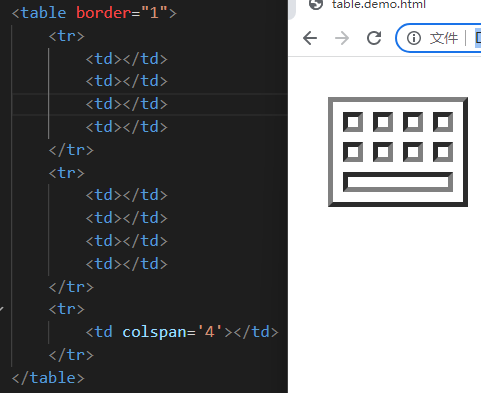 <table border="1">
<tr>
<td></td>
<td></td>
<td></td>
<td></td>
</tr>
<tr>
<td></td>
<td></td>
<td></td>
<td></td>
</tr>
<tr>
<td colspan='4'></td>
</tr>
</table>
table.demo.html
文件